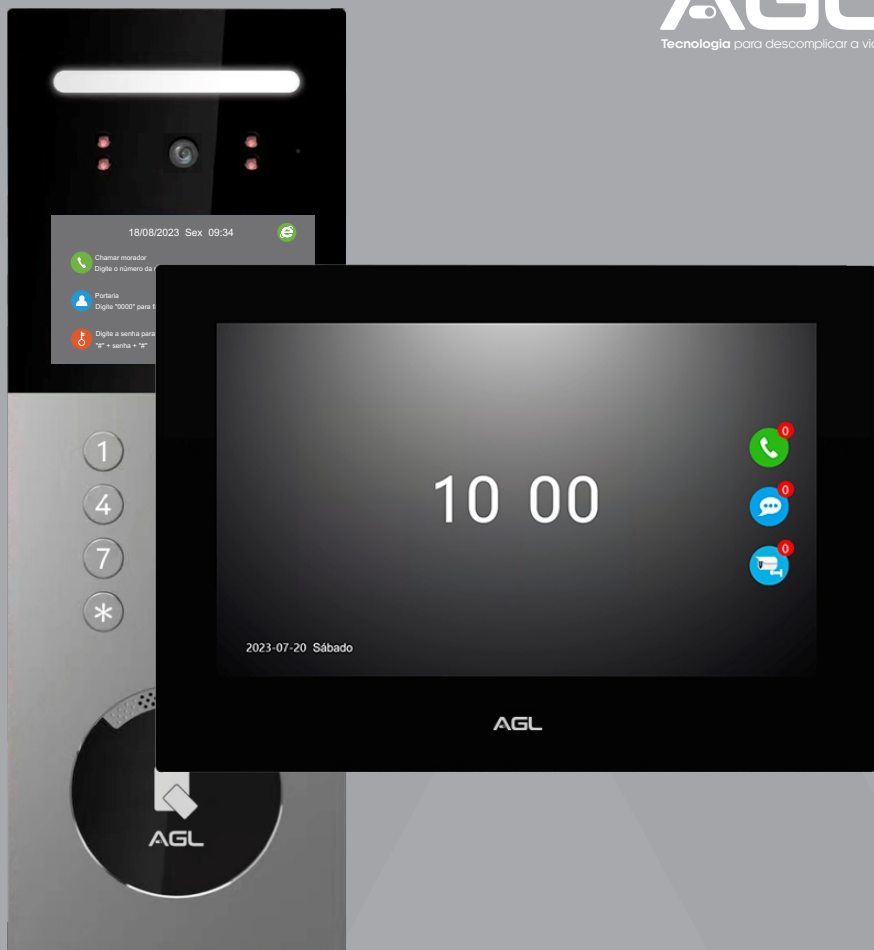 AGL
Tecnologia para descomplicar a
18/08/2023 Sex 09:34
Chamar morador
Digite o número da
Portaria
Digite "0000" para
Digite a senha para
"#" + senha + "#"
1
4
7
*
10 00
0
0
0
2023-07-20 Sábado
AGL
AGL